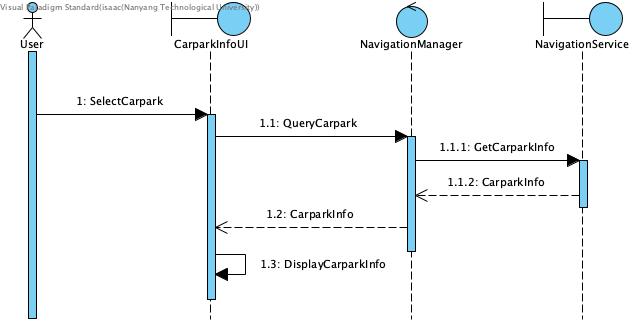 Visual Paradigm Standard(isaac(Nanyang Technological University))
User
CarparkInfoUI
NavigationManager
NavigationService
1: SelectCarpark
1.1: QueryCarpark
1.1.1: GetCarparkInfo
1.1.2: CarparkInfo
1.2: CarparkInfo
1.3: DisplayCarparkInfo